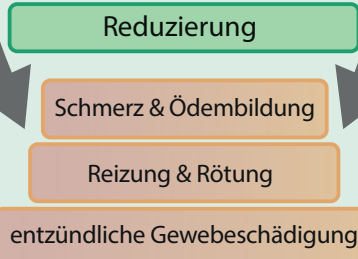 Reduzierung
Schmerz & Ödembildung
Reizung & Rötung
entzündliche Gewebeschädigung